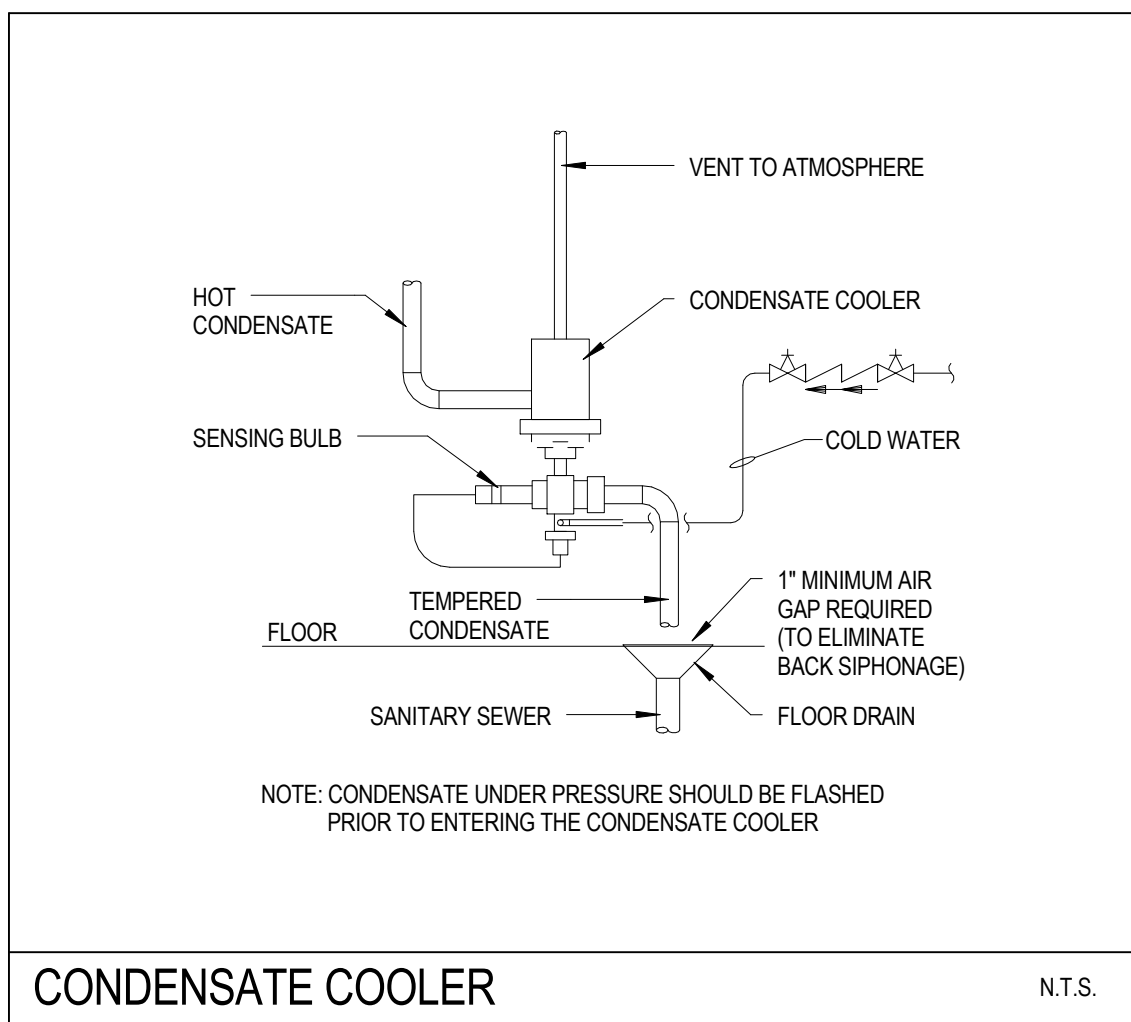 VENT TO ATMOSPHERE
HOT
CONDENSATE
CONDENSATE COOLER
SENSING BULB
COLD WATER
TEMPERED
CONDENSATE
1" MINIMUM AIR
GAP REQUIRED
(TO ELIMINATE
BACK SIPHONAGE)
FLOOR
SANITARY SEWER
FLOOR DRAIN
NOTE: CONDENSATE UNDER PRESSURE SHOULD BE FLASHED
PRIOR TO ENTERING THE CONDENSATE COOLER
CONDENSATE COOLER
N.T.S.